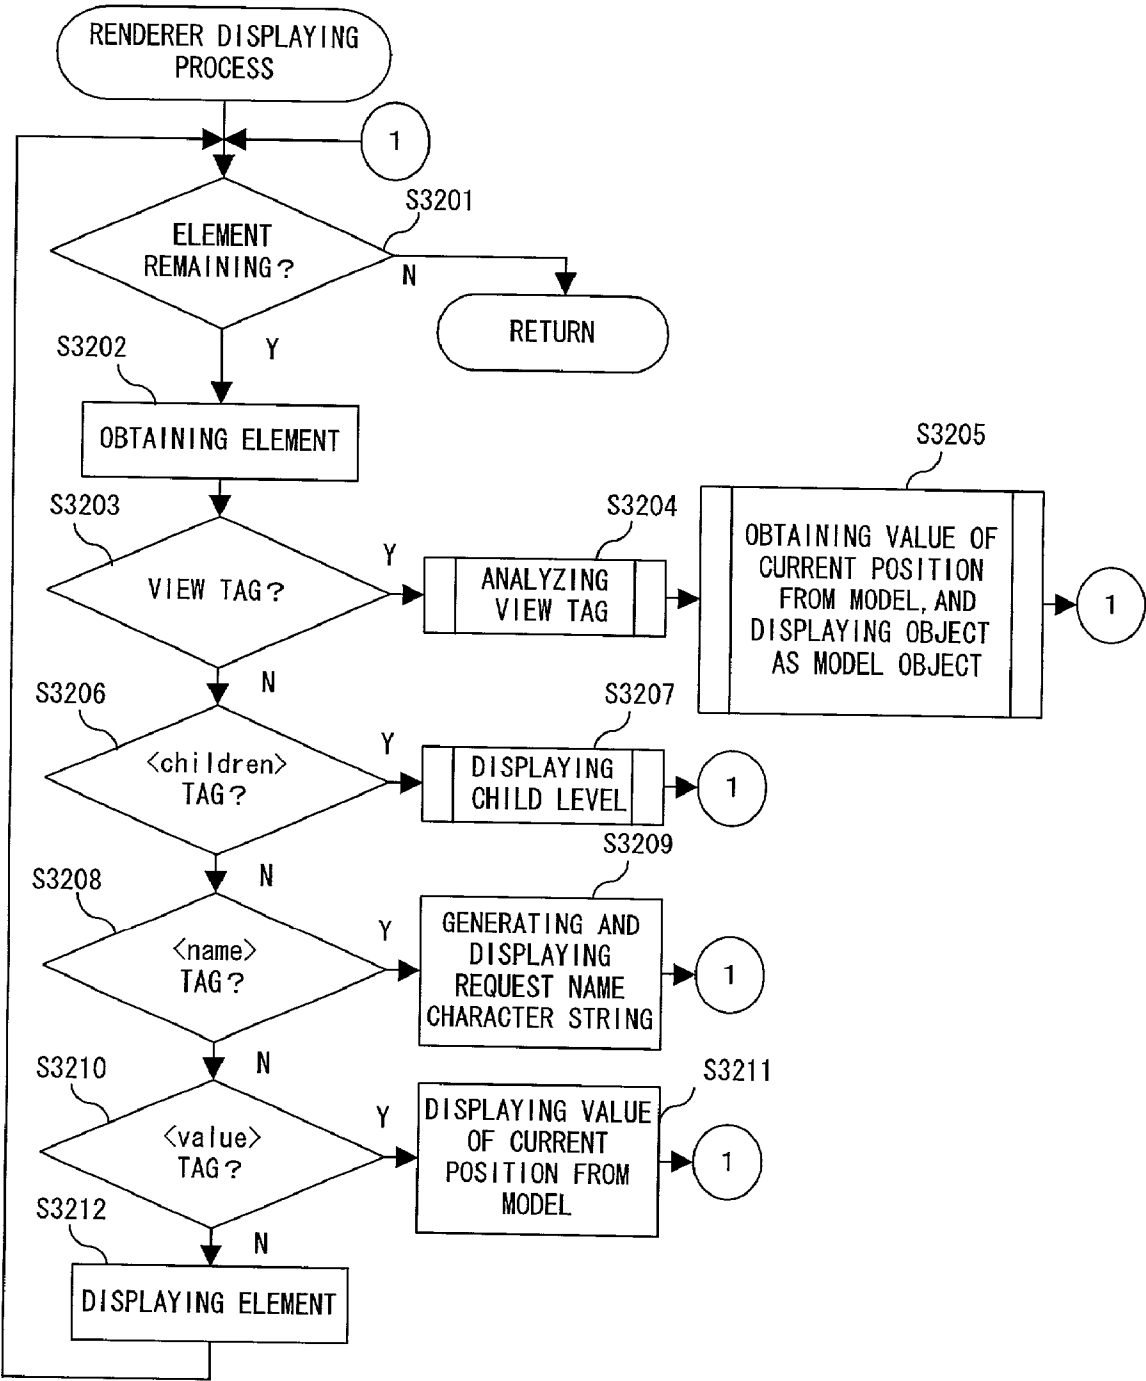 RENDERER DISPLAYING
PROCESS
1
S3201
ELEMENT
REMAINING?
N
RETURN
Y
S3202
OBTAINING ELEMENT
S3203
VIEW TAG?
Y
S3204
ANALYZING
VIEW TAG
S3205
OBTAINING VALUE OF
CURRENT POSITION
FROM MODEL, AND
DISPLAYING OBJECT
AS MODEL OBJECT
1
N
S3206
<children>
TAG?
Y
S3207
DISPLAYING
CHILD LEVEL
1
N
S3208
<name>
TAG?
Y
S3209
GENERATING AND
DISPLAYING
REQUEST NAME
CHARACTER STRING
1
N
S3210
<value>
TAG?
Y
S3211
DISPLAYING VALUE
OF CURRENT
POSITION FROM
MODEL
1
N
S3212
DISPLAYING ELEMENT